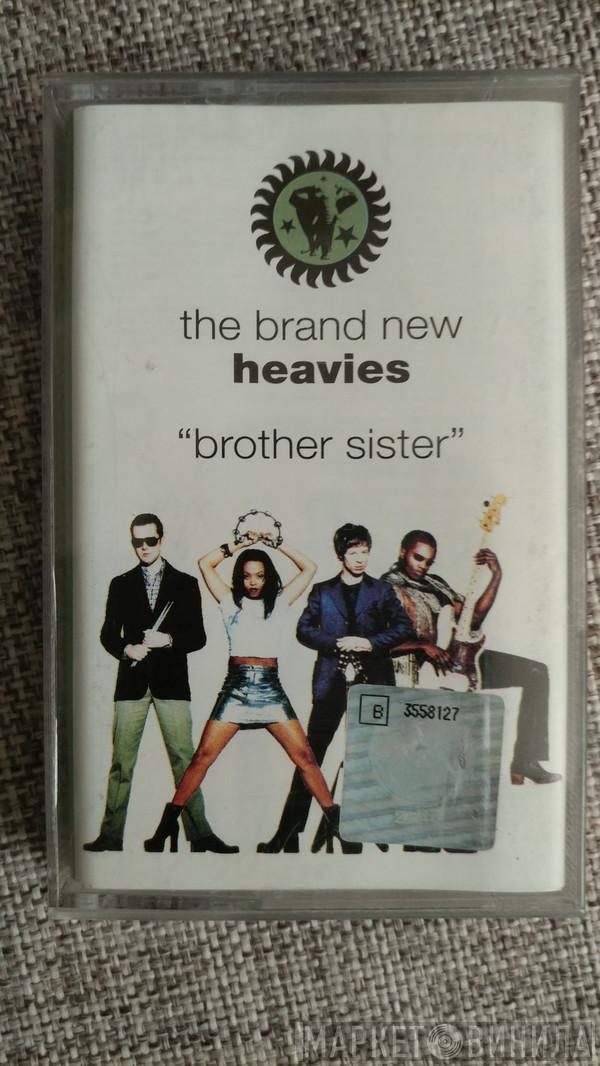 the brand new
heavies
“brother sister”
B 3558127
МАРКЕТ ВИНИЛА